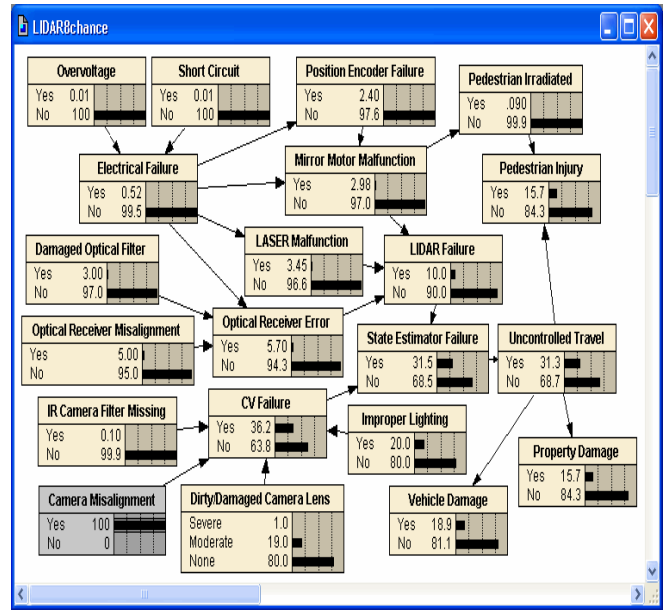 LIDAR8chance
Overvoltage
Yes 0.01
No 100
Short Circuit
Yes 0.01
No 100
Position Encoder Failure
Yes 2.40
No 97.6
Pedestrian Irradiated
Yes .090
No 99.9
Electrical Failure
Yes 0.52
No 99.5
Mirror Motor Malfunction
Yes 2.98
No 97.0
Pedestrian Injury
Yes 15.7
No 84.3
Damaged Optical Filter
Yes 3.00
No 97.0
LASER Malfunction
Yes 3.45
No 96.6
LIDAR Failure
Yes 10.0
No 90.0
Optical Receiver Misalignment
Yes 5.00
No 95.0
Optical Receiver Error
Yes 5.70
No 94.3
State Estimator Failure
Yes 31.5
No 68.5
Uncontrolled Travel
Yes 31.3
No 68.7
IR Camera Filter Missing
Yes 0.10
No 99.9
CV Failure
Yes 36.2
No 63.8
Improper Lighting
Yes 20.0
No 80.0
Property Damage
Yes 15.7
No 84.3
Camera Misalignment
Yes 100
No 0
Dirty/Damaged Camera Lens
Severe 1.0
Moderate 19.0
None 80.0
Vehicle Damage
Yes 18.9
No 81.1